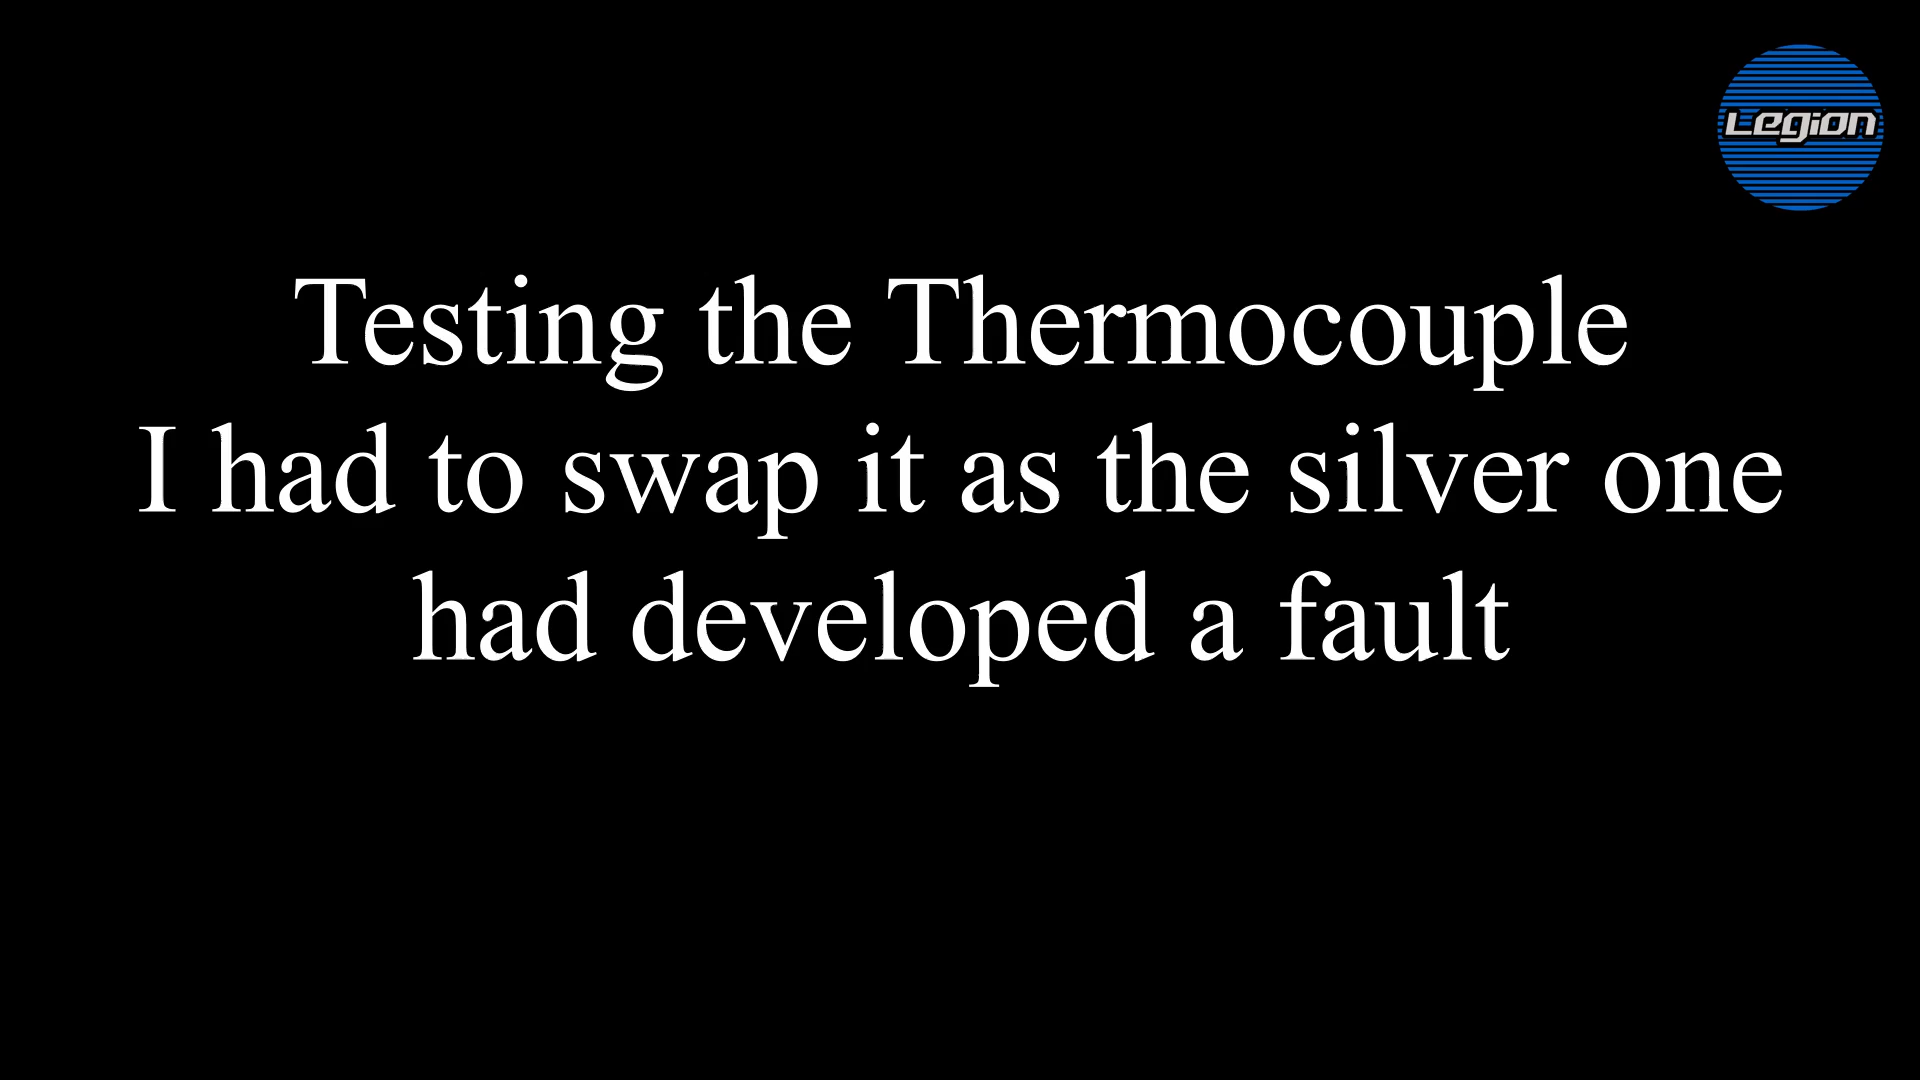 Legion
Testing the Thermocouple
I had to swap it as the silver one
had developed a fault